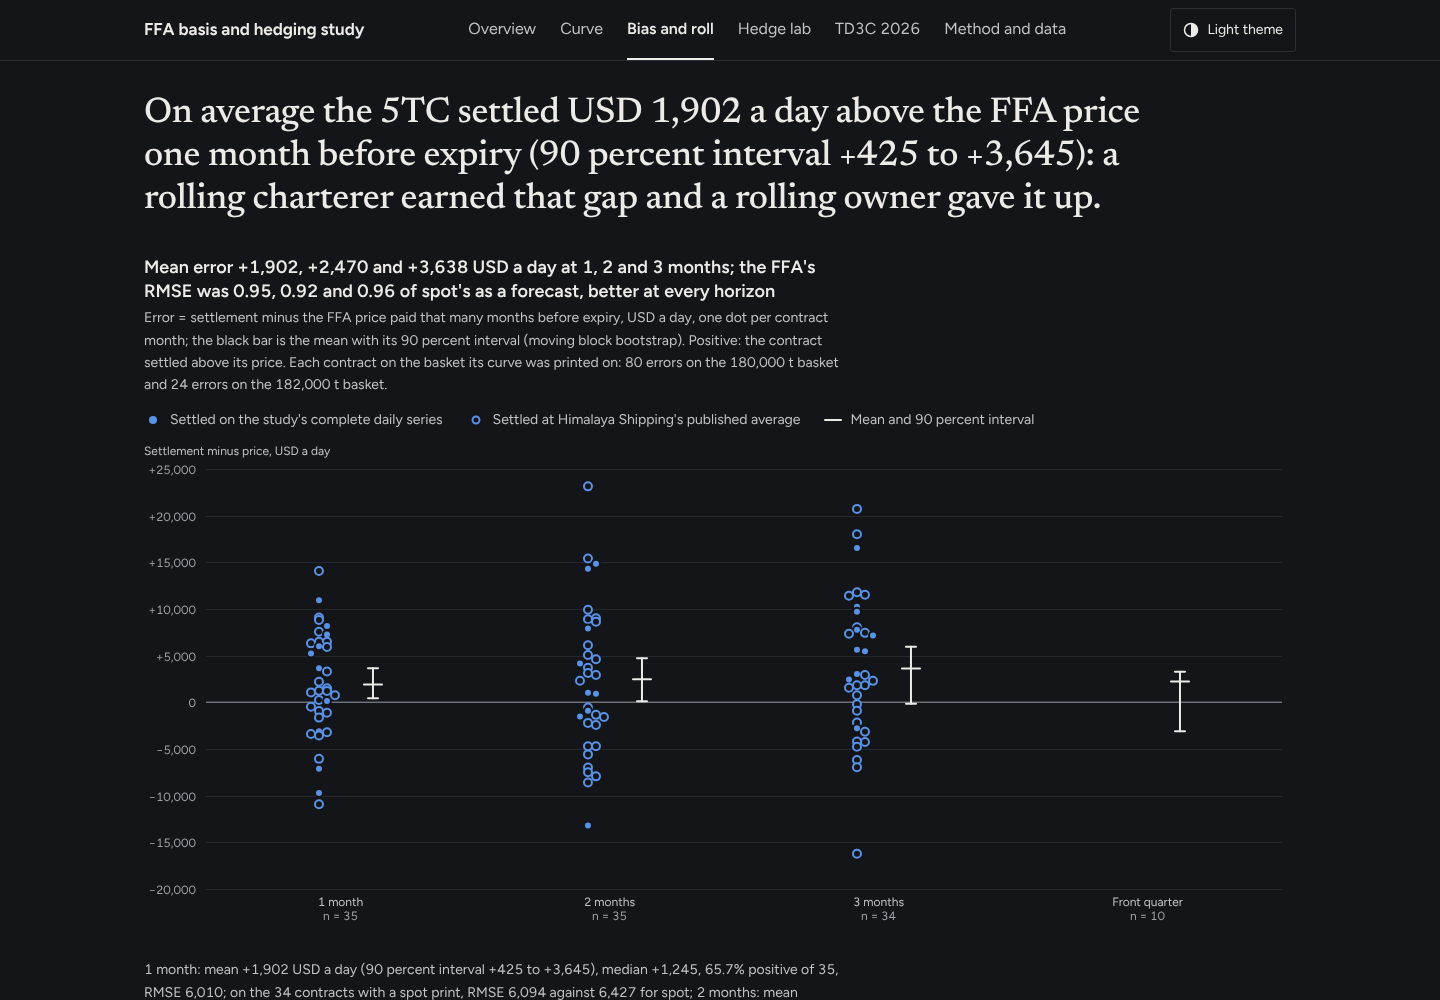 FFA basis and hedging study
Overview
Curve
Bias and roll
Hedge lab
TD3C 2026
Method and data
Light theme
On average the 5TC settled USD 1,902 a day above the FFA price
one month before expiry (90 percent interval +425 to +3,645): a
rolling charterer earned that gap and a rolling owner gave it up.
Mean error +1,902, +2,470 and +3,638 USD a day at 1, 2 and 3 months; the FFA's
RMSE was 0.95, 0.92 and 0.96 of spot's as a forecast, better at every horizon
Error = settlement minus the FFA price paid that many months before expiry, USD a day, one dot per contract
month; the black bar is the mean with its 90 percent interval (moving block bootstrap). Positive: the contract
settled above its price. Each contract on the basket its curve was printed on: 80 errors on the 180,000 t basket
and 24 errors on the 182,000 t basket.
Settled on the study's complete daily series
Settled at Himalaya Shipping's published average
Mean and 90 percent interval
Settlement minus price, USD a day
+25,000
+20,000
+15,000
+10,000
+5,000
0
−5,000
−10,000
−15,000
−20,000
1 month
n = 35
2 months
n = 35
3 months
n = 34
Front quarter
n = 10
1 month: mean +1,902 USD a day (90 percent interval +425 to +3,645), median +1,245, 65.7% positive of 35,
RMSE 6,010; on the 34 contracts with a spot print, RMSE 6,094 against 6,427 for spot; 2 months: mean